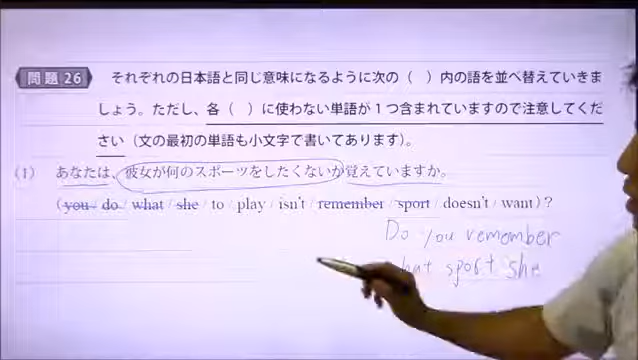 問題 26 それぞれの日本語と同じ意味になるように次の（ ）内の語を並べ替えていきま
しょう。ただし、各（ ）に使わない単語が１つ含まれていますので注意してくだ
さい（文の最初の単語も小文字で書いてあります）。
(1) あなたは、彼女が何のスポーツをしたくないか覚えていますか。
(you / do / what / she / to / play / isn't / remember / sport / doesn't / want)?
Do you remember
hat sport she